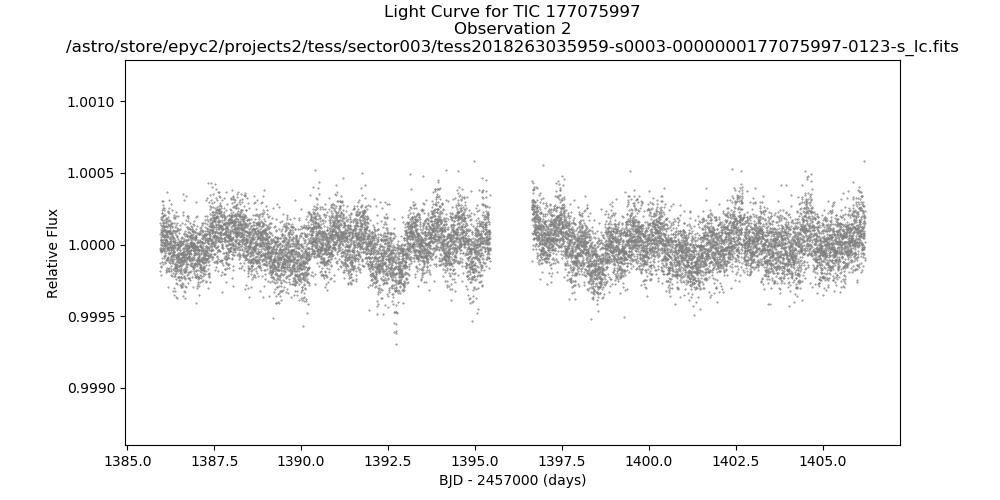 Light Curve for TIC 177075997
Observation 2
/astro/store/epyc2/projects2/tess/sector003/tess2018263035959-s0003-0000000177075997-0123-s_lc.fits
1.0010
1.0005
1.0000
0.9995
0.9990
Relative Flux
1385.0 1387.5 1390.0 1392.5 1395.0 1397.5 1400.0 1402.5 1405.0
BJD - 2457000 (days)